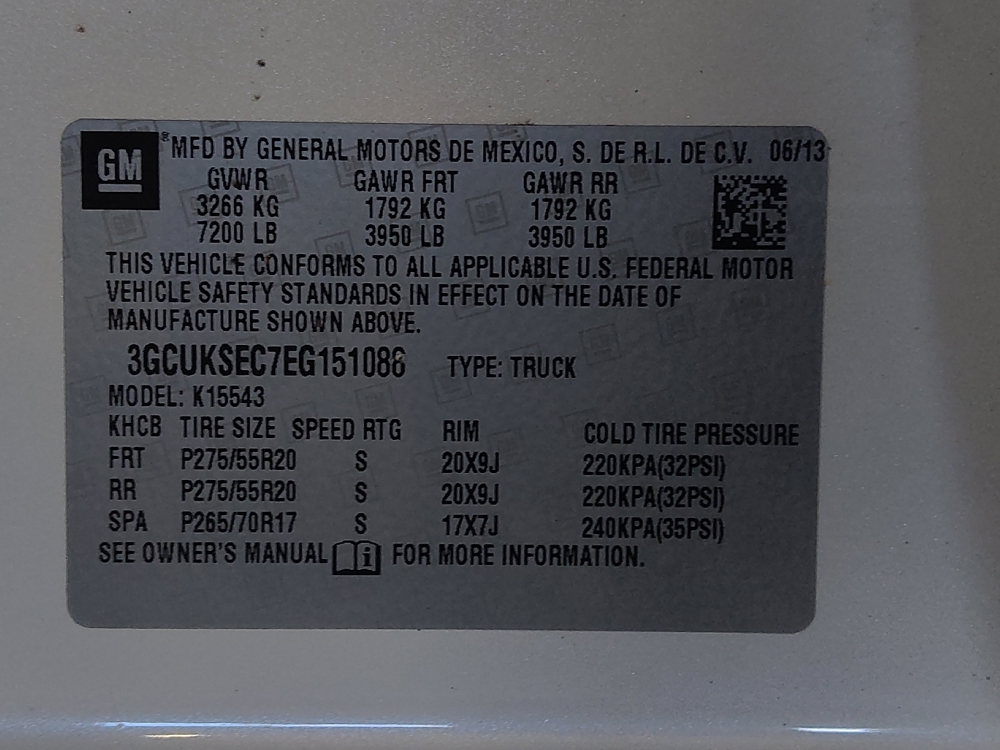 GM
MFD BY GENERAL MOTORS DE MEXICO, S. DE R.L. DE C.V. 06/13
GVWR GAWR FRT GAWR RR
3266 KG 1792 KG 1792 KG
7200 LB 3950 LB 3950 LB
THIS VEHICLE CONFORMS TO ALL APPLICABLE U.S. FEDERAL MOTOR
VEHICLE SAFETY STANDARDS IN EFFECT ON THE DATE OF
MANUFACTURE SHOWN ABOVE.
3GCUKSEC7EG151086 TYPE: TRUCK
MODEL: K15543
KHCB TIRE SIZE SPEED RTG RIM COLD TIRE PRESSURE
FRT P275/55R20 S 20X9J 220KPA(32PSI)
RR P275/55R20 S 20X9J 220KPA(32PSI)
SPA P265/70R17 S 17X7J 240KPA(35PSI)
SEE OWNER'S MANUAL FOR MORE INFORMATION.